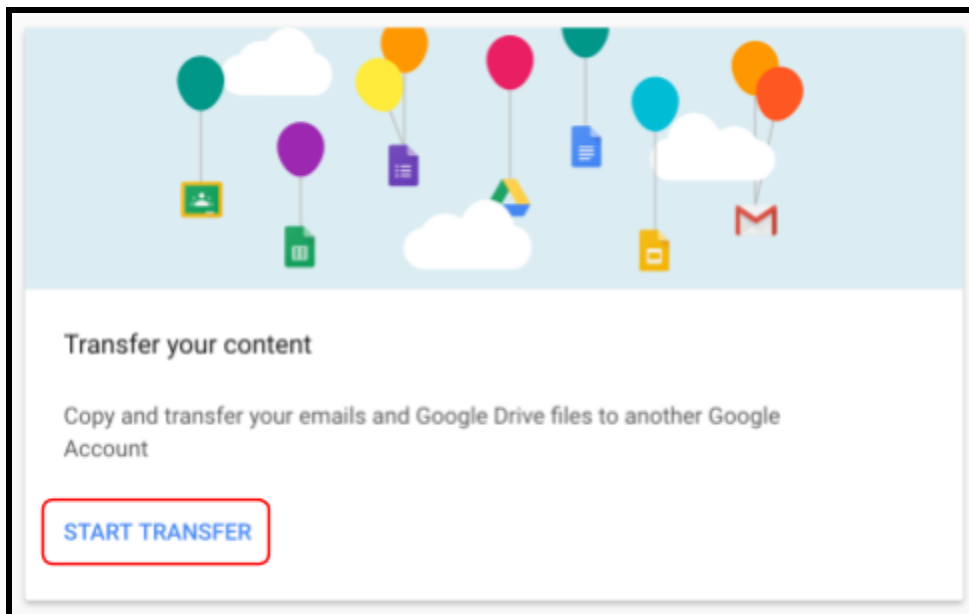 Transfer your content
Copy and transfer your emails and Google Drive files to another Google
Account
START TRANSFER